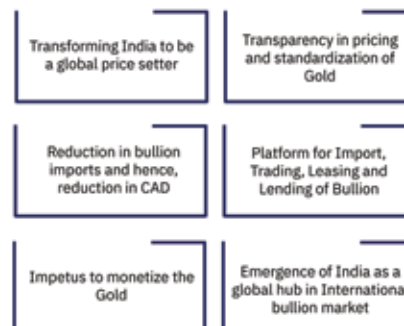 Transforming India to be
a global price setter
Transparency in pricing
and standardization of
Gold
Reduction in bullion
imports and hence,
reduction in CAD
Platform for Import,
Trading, Leasing and
Lending of Bullion
Impetus to monetize the
Gold
Emergence of India as a
global hub in Internationa
bullion market